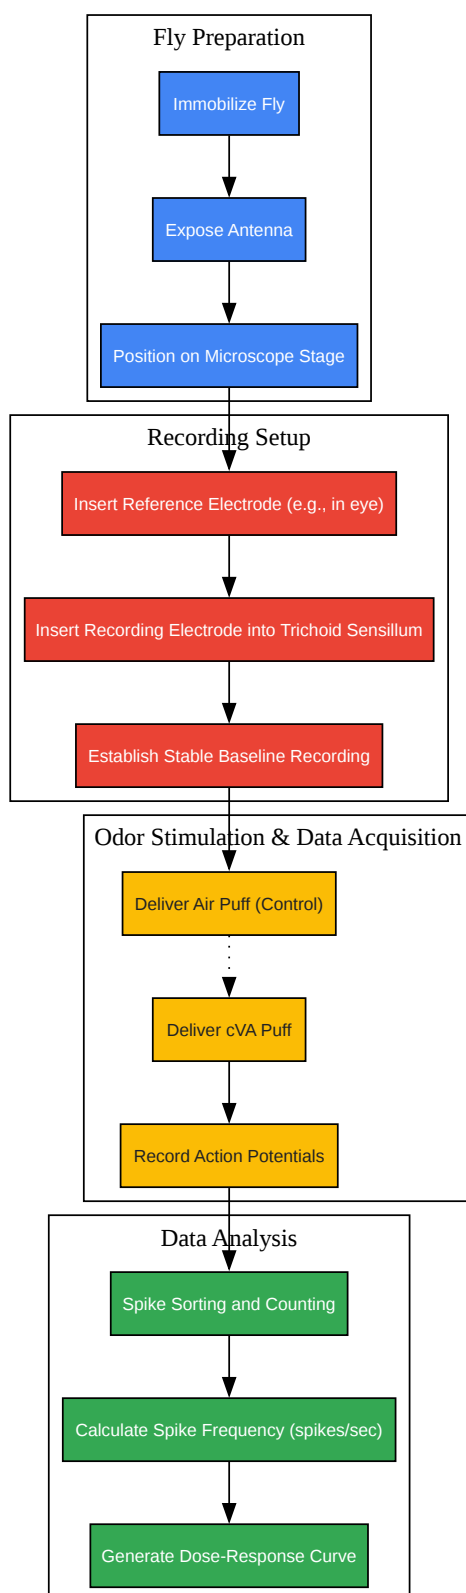 Fly Preparation
Immobilize Fly
Expose Antenna
Position on Microscope Stage
Recording Setup
Insert Reference Electrode (e.g., in eye)
Insert Recording Electrode into Trichoid Sensillum
Establish Stable Baseline Recording
Odor Stimulation & Data Acquisition
Deliver Air Puff (Control)
Deliver cVA Puff
Record Action Potentials
Data Analysis
Spike Sorting and Counting
Calculate Spike Frequency (spikes/sec)
Generate Dose-Response Curve